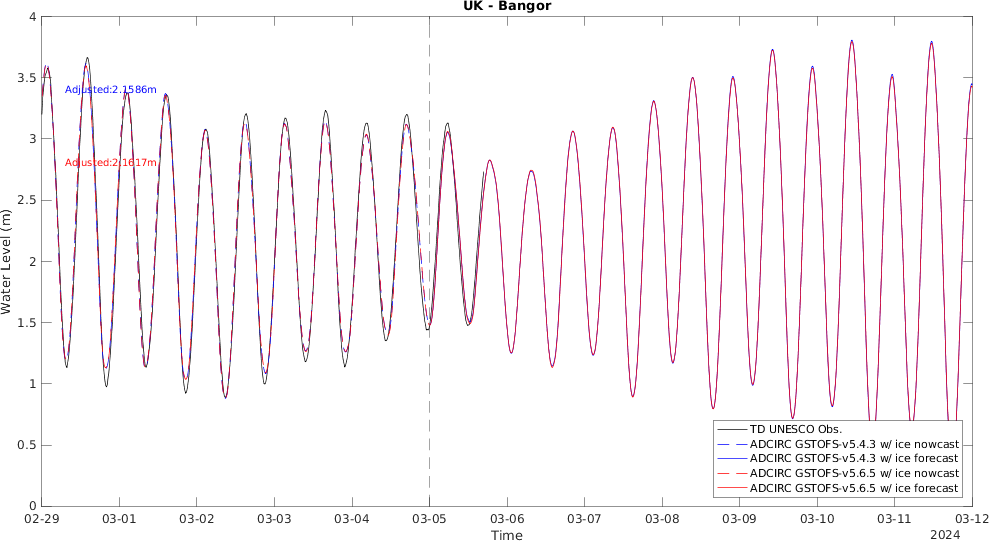 UK - Bangor
4
3.5
3
2.5
2
1.5
1
0.5
0
Water Level (m)
Adjusted:2.1586m
Adjusted:2.1617m
TD UNESCO Obs.
ADCIRC GSTOFS-v5.4.3 w/ ice nowcast
ADCIRC GSTOFS-v5.4.3 w/ ice forecast
ADCIRC GSTOFS-v5.6.5 w/ ice nowcast
ADCIRC GSTOFS-v5.6.5 w/ ice forecast
02-29 03-01 03-02 03-03 03-04 03-05 03-06 03-07 03-08 03-09 03-10 03-11 03-12
Time
2024